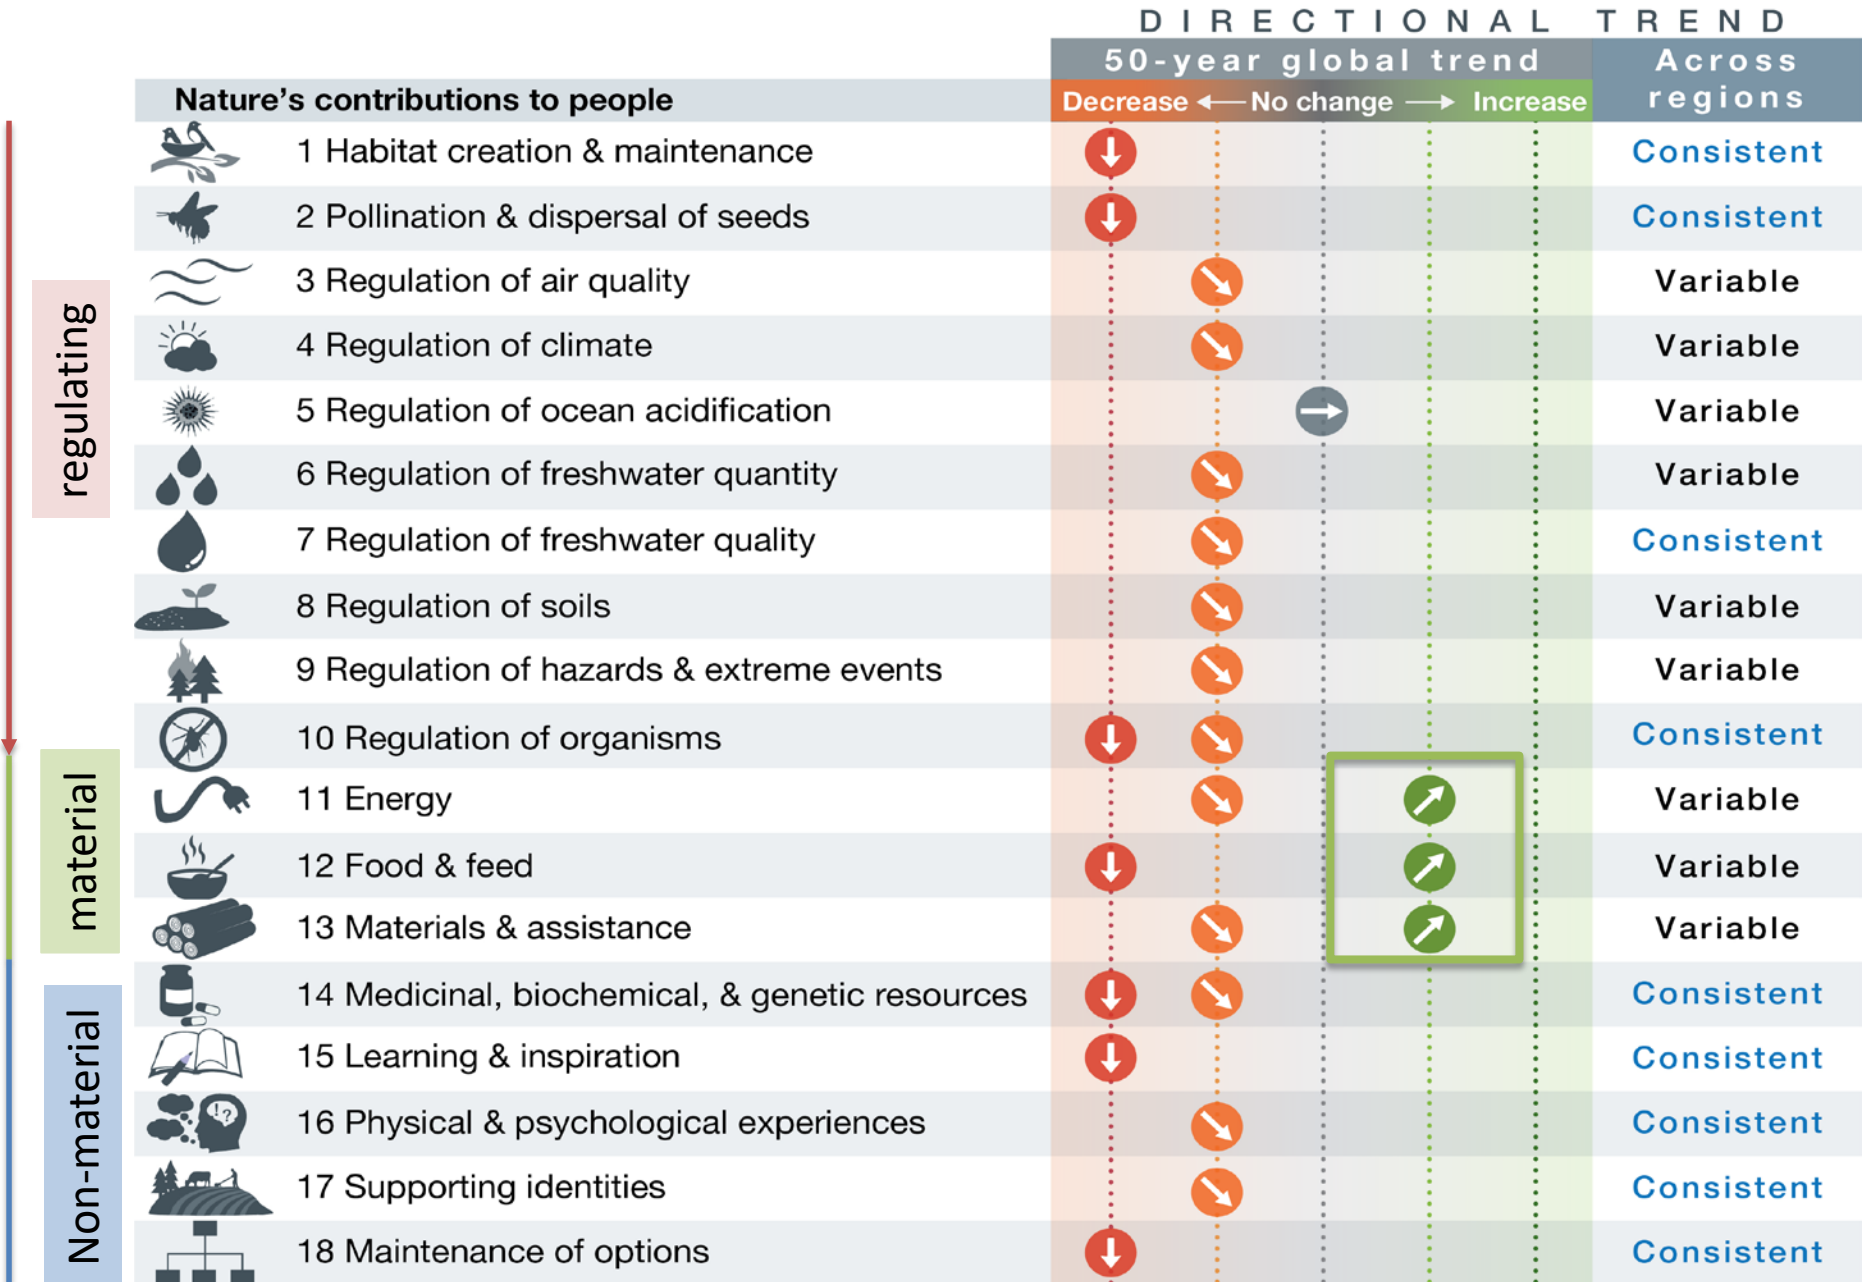 DIRECTIONAL TREND
50-year global trend
Across regions
Nature's contributions to people
Decrease ← No change → Increase
1 Habitat creation & maintenance Consistent
2 Pollination & dispersal of seeds Consistent
3 Regulation of air quality Variable
4 Regulation of climate Variable
5 Regulation of ocean acidification Variable
6 Regulation of freshwater quantity Variable
7 Regulation of freshwater quality Consistent
8 Regulation of soils Variable
9 Regulation of hazards & extreme events Variable
10 Regulation of organisms Consistent
11 Energy Variable
12 Food & feed Variable
13 Materials & assistance Variable
14 Medicinal, biochemical, & genetic resources Consistent
15 Learning & inspiration Consistent
16 Physical & psychological experiences Consistent
17 Supporting identities Consistent
18 Maintenance of options Consistent
regulating
material
Non-material
!?